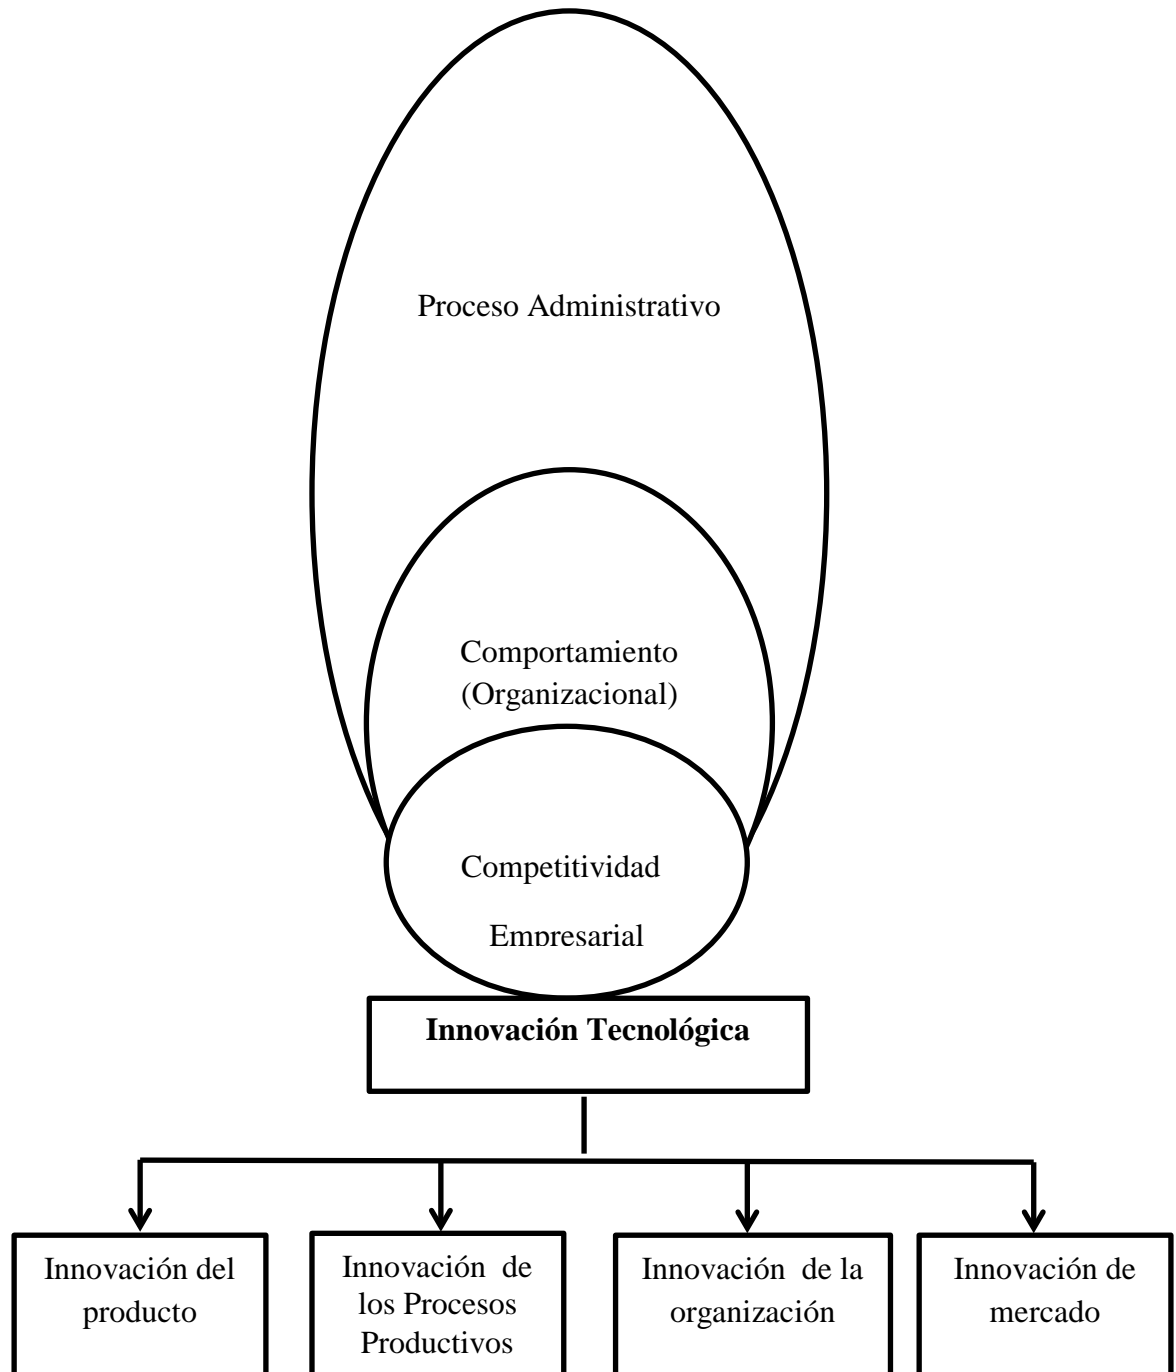 Proceso Administrativo
Comportamiento
(Organizacional)
Competitividad
Empresarial
Innovación Tecnológica
Innovación del
producto
Innovación de
los Procesos
Productivos
Innovación de la
organización
Innovación de
mercado